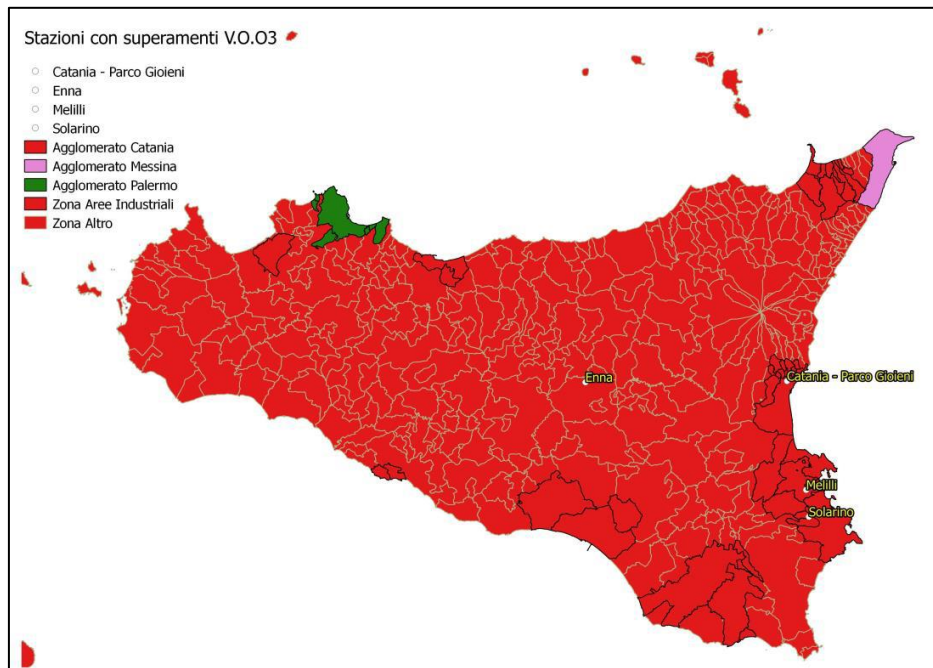 Stazioni con superamenti V.O.O3
Catania - Parco Gioieni
Enna
Melilli
Solarino
Agglomerato Catania
Agglomerato Messina
Agglomerato Palermo
Zona Aree Industriali
Zona Altro
Enna
Catania - Parco Gioieni
Melilli
Solarino